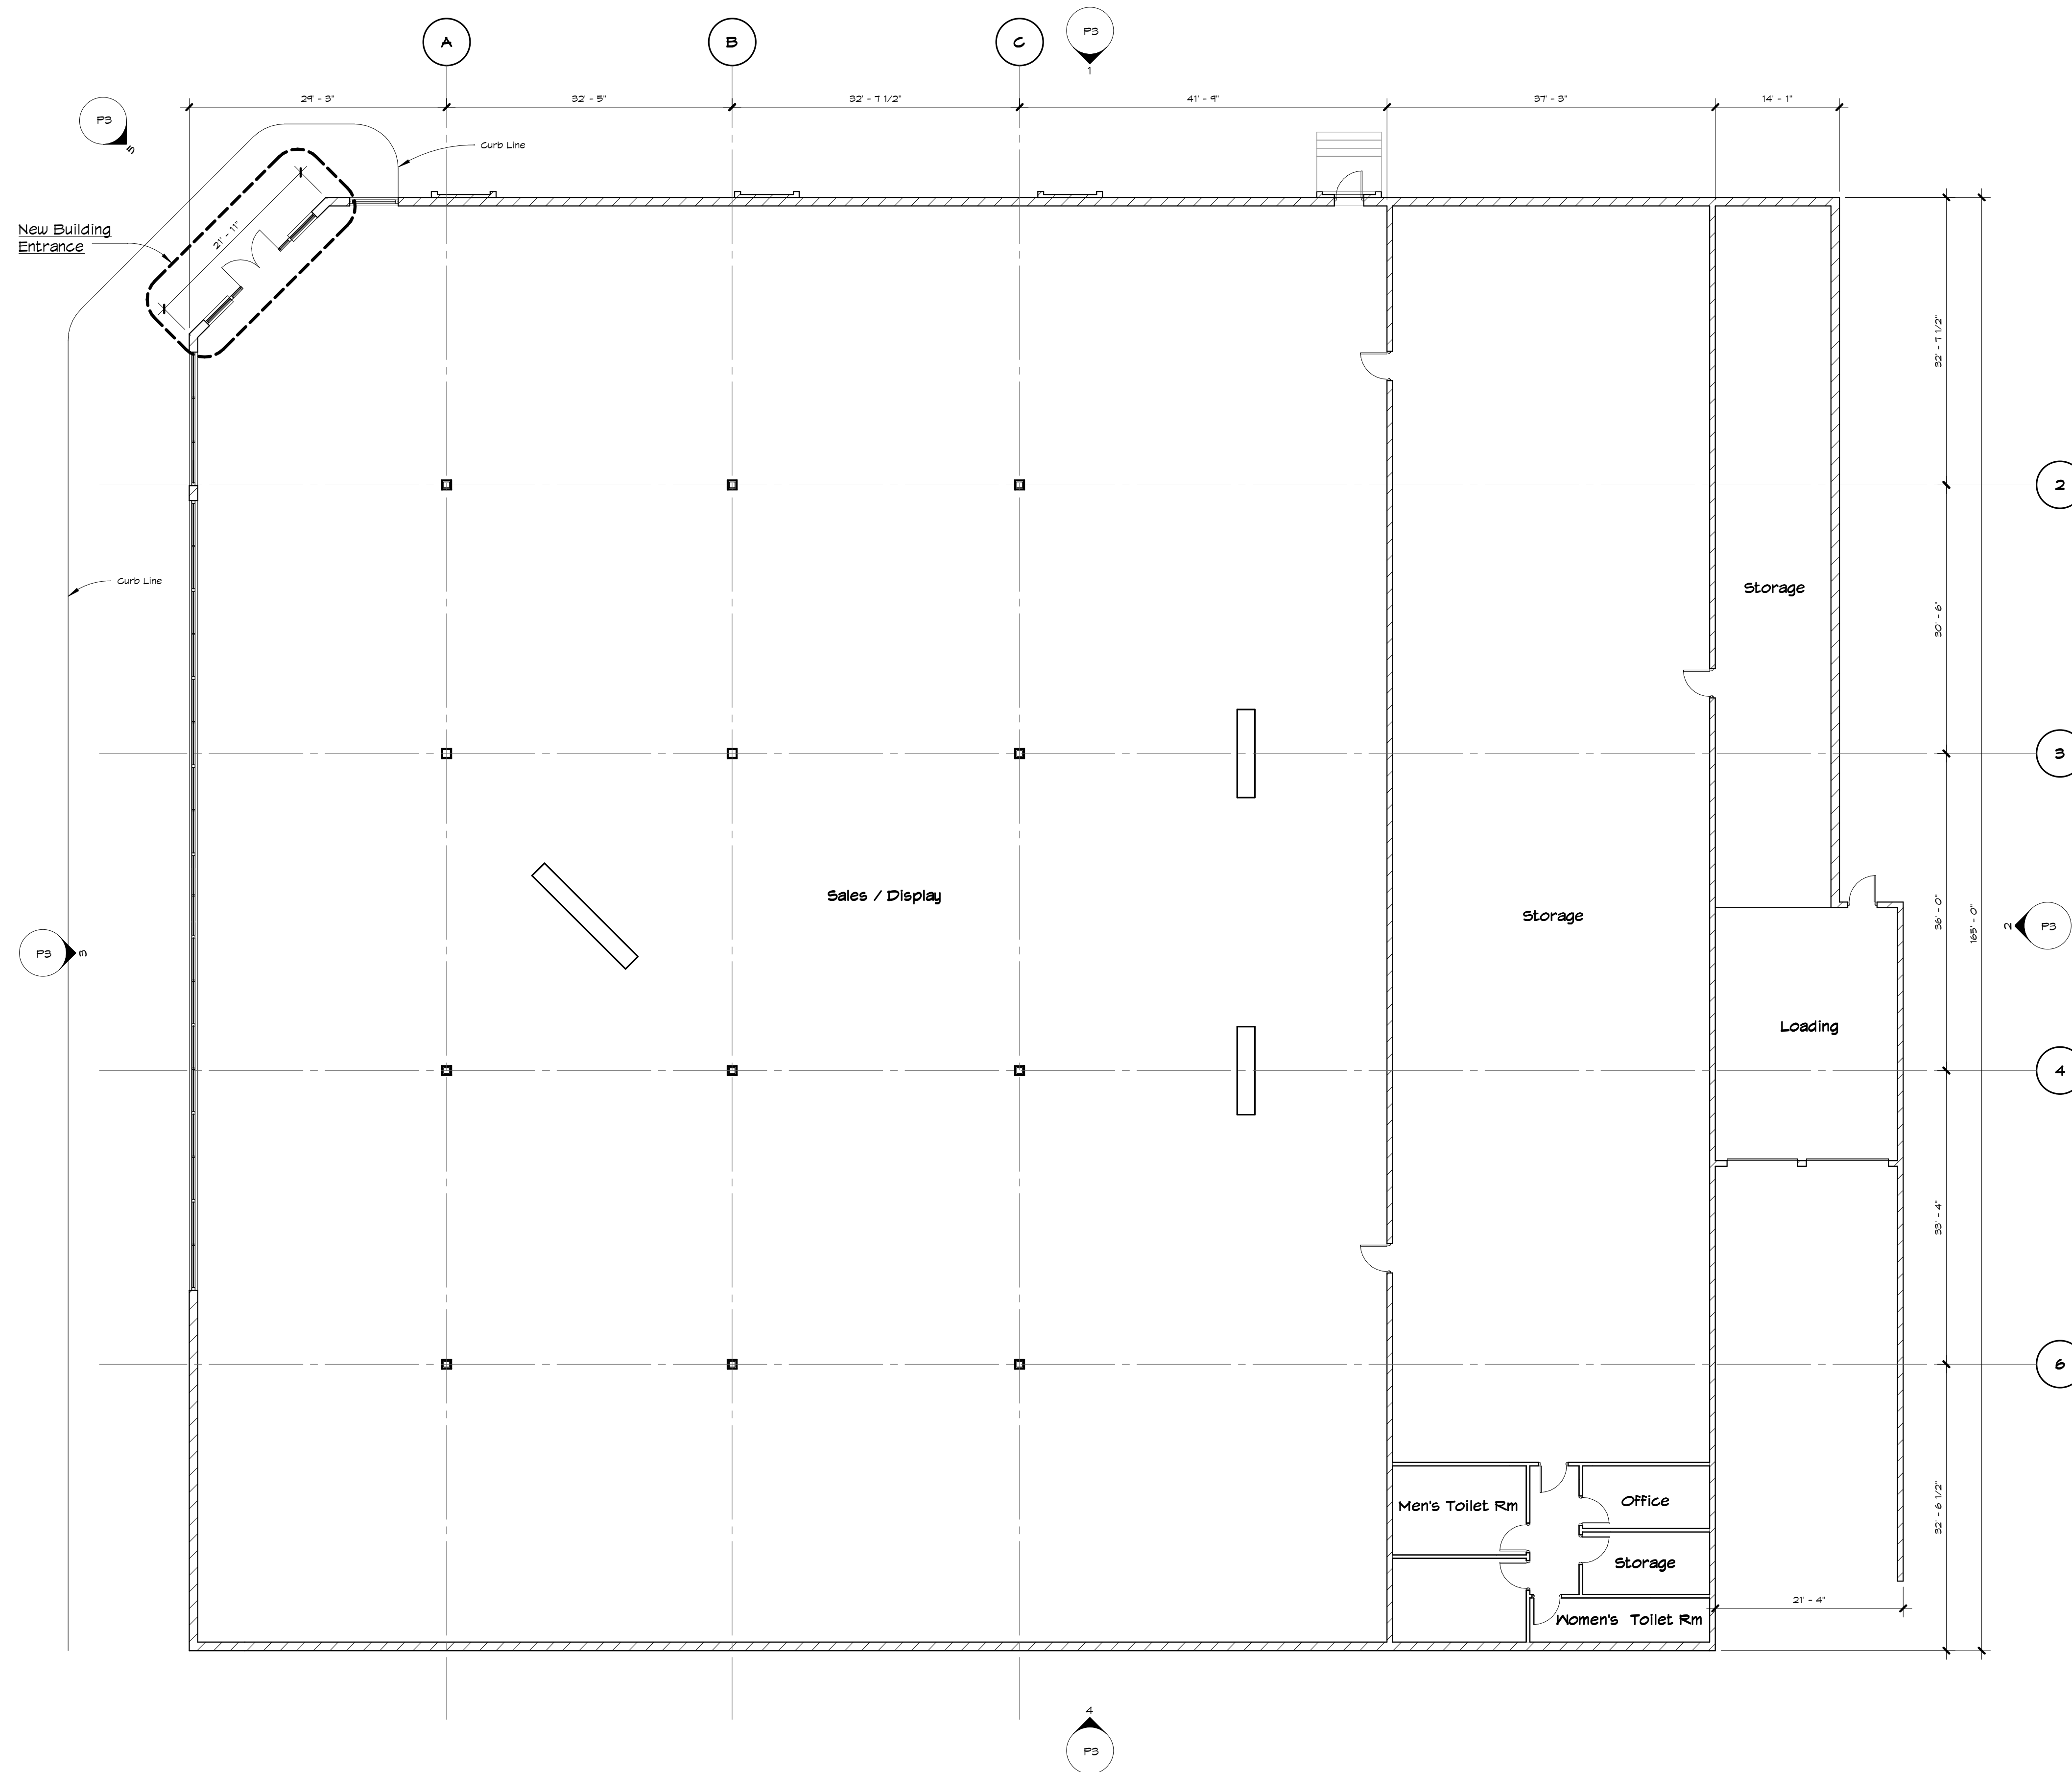 A
B
C
P3
1
29' - 3"
32' - 5"
32' - 7 1/2"
41' - 9"
37' - 3"
14' - 1"
P3
5
Curb Line
New Building
Entrance
21' - 11"
32' - 7 1/2"
2
Curb Line
Storage
30' - 6"
3
Sales / Display
Storage
36' - 0"
165' - 0"
2
P3
P3
3
Loading
4
33' - 4"
6
Men's Toilet Rm
Office
32' - 6 1/2"
Storage
21' - 4"
Women's Toilet Rm
4
P3